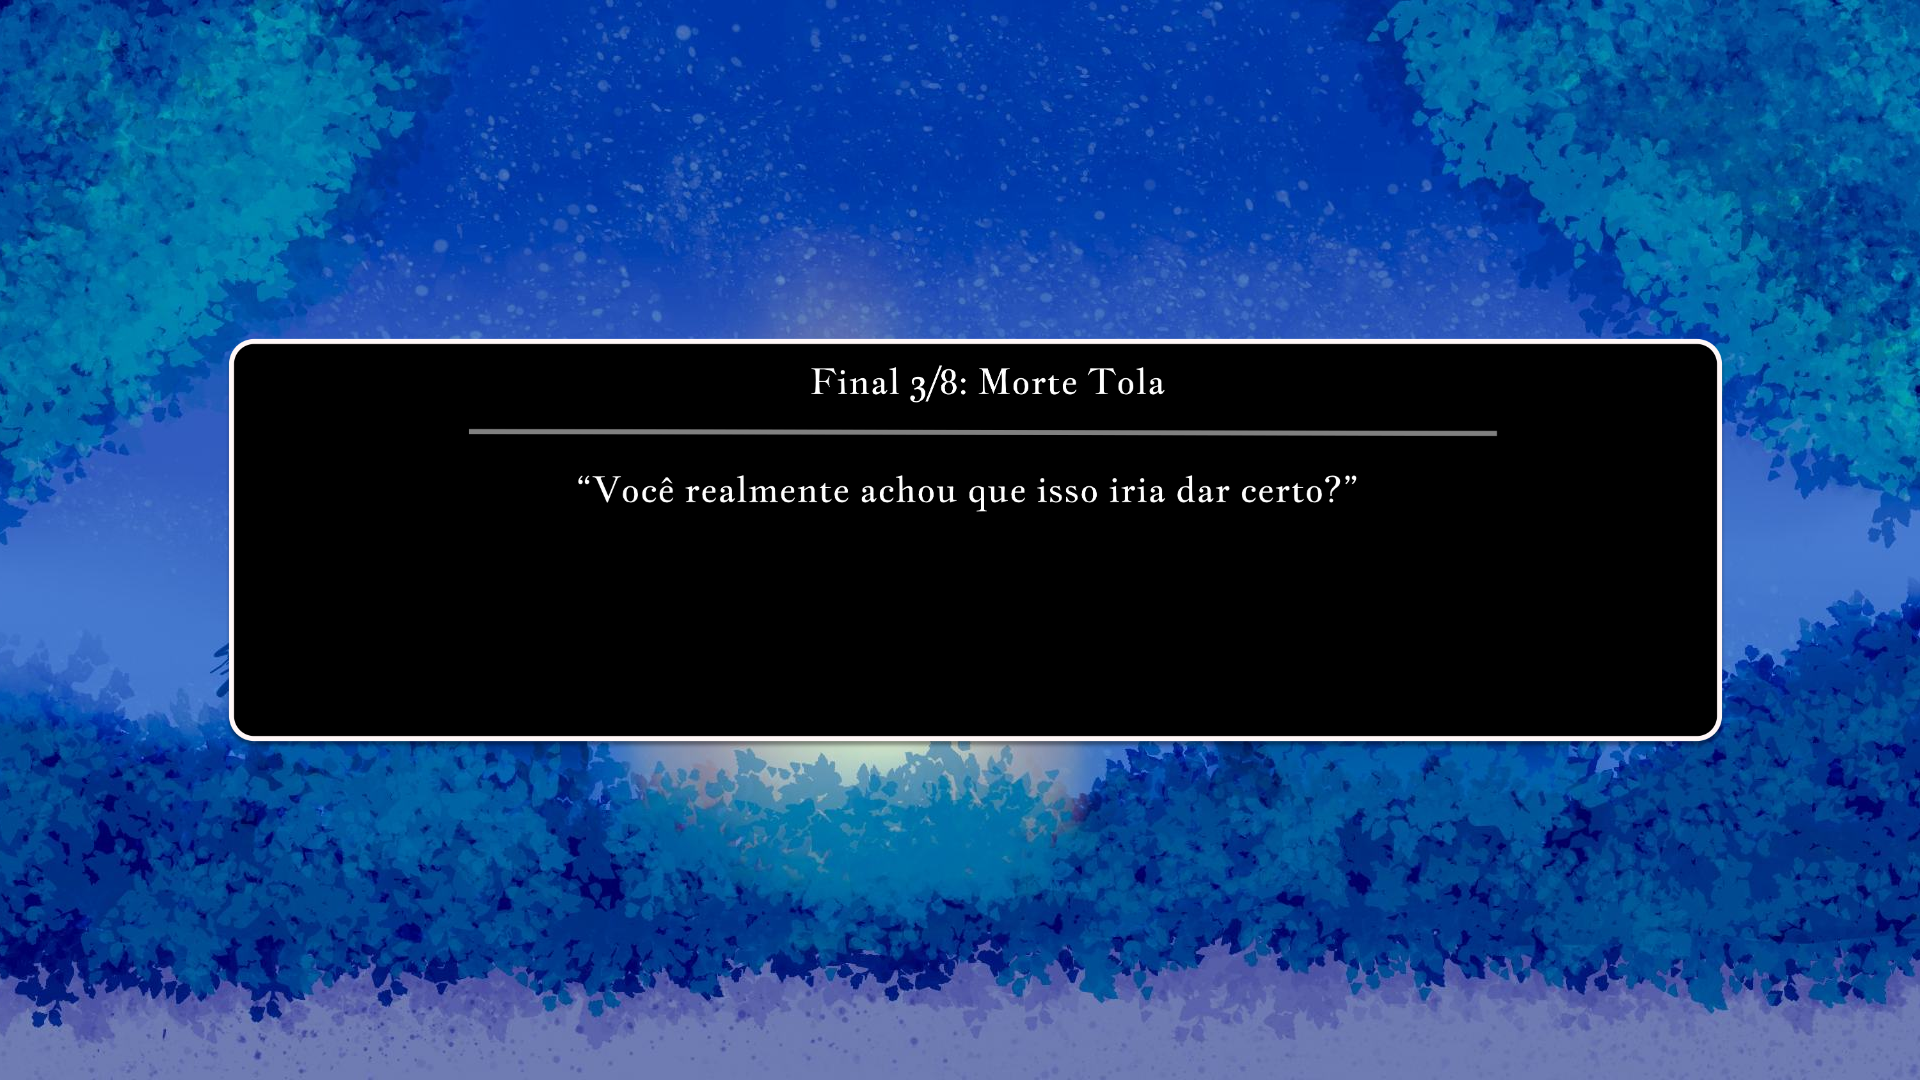 Final 3/8: Morte Tola
“Você realmente achou que isso iria dar certo?”